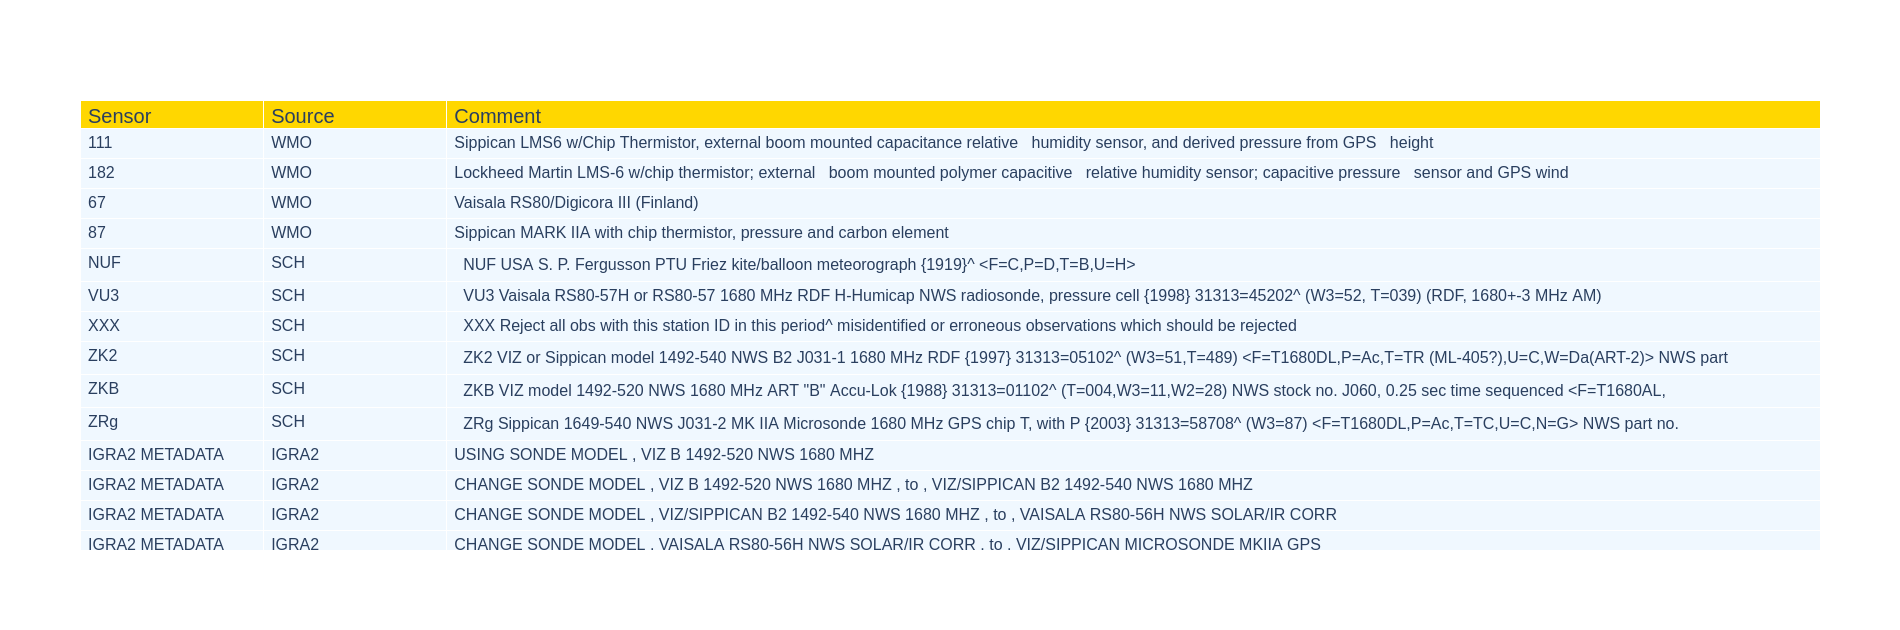 Sensor Source Comment
111 WMO Sippican LMS6 w/Chip Thermistor, external boom mounted capacitance relative   humidity sensor, and derived pressure from GPS   height
182 WMO Lockheed Martin LMS-6 w/chip thermistor; external   boom mounted polymer capacitive   relative humidity sensor; capacitive pressure   sensor and GPS wind
67 WMO Vaisala RS80/Digicora III (Finland)
87 WMO Sippican MARK IIA with chip thermistor, pressure and carbon element
NUF SCH NUF USA S. P. Fergusson PTU Friez kite/balloon meteorograph {1919}^ <F=C,P=D,T=B,U=H>
VU3 SCH VU3 Vaisala RS80-57H or RS80-57 1680 MHz RDF H-Humicap NWS radiosonde, pressure cell {1998} 31313=45202^ (W3=52, T=039) (RDF, 1680+-3 MHz AM)
XXX SCH XXX Reject all obs with this station ID in this period^ misidentified or erroneous observations which should be rejected
ZK2 SCH ZK2 VIZ or Sippican model 1492-540 NWS B2 J031-1 1680 MHz RDF {1997} 31313=05102^ (W3=51,T=489) <F=T1680DL,P=Ac,T=TR (ML-405?),U=C,W=Da(ART-2)> NWS part
ZKB SCH ZKB VIZ model 1492-520 NWS 1680 MHz ART "B" Accu-Lok {1988} 31313=01102^ (T=004,W3=11,W2=28) NWS stock no. J060, 0.25 sec time sequenced <F=T1680AL,
ZRg SCH ZRg Sippican 1649-540 NWS J031-2 MK IIA Microsonde 1680 MHz GPS chip T, with P {2003} 31313=58708^ (W3=87) <F=T1680DL,P=Ac,T=TC,U=C,N=G> NWS part no.
IGRA2 METADATA IGRA2 USING SONDE MODEL , VIZ B 1492-520 NWS 1680 MHZ
IGRA2 METADATA IGRA2 CHANGE SONDE MODEL , VIZ B 1492-520 NWS 1680 MHZ , to , VIZ/SIPPICAN B2 1492-540 NWS 1680 MHZ
IGRA2 METADATA IGRA2 CHANGE SONDE MODEL , VIZ/SIPPICAN B2 1492-540 NWS 1680 MHZ , to , VAISALA RS80-56H NWS SOLAR/IR CORR
IGRA2 METADATA IGRA2 CHANGE SONDE MODEL , VAISALA RS80-56H NWS SOLAR/IR CORR , to , VIZ/SIPPICAN MICROSONDE MKIIA GPS